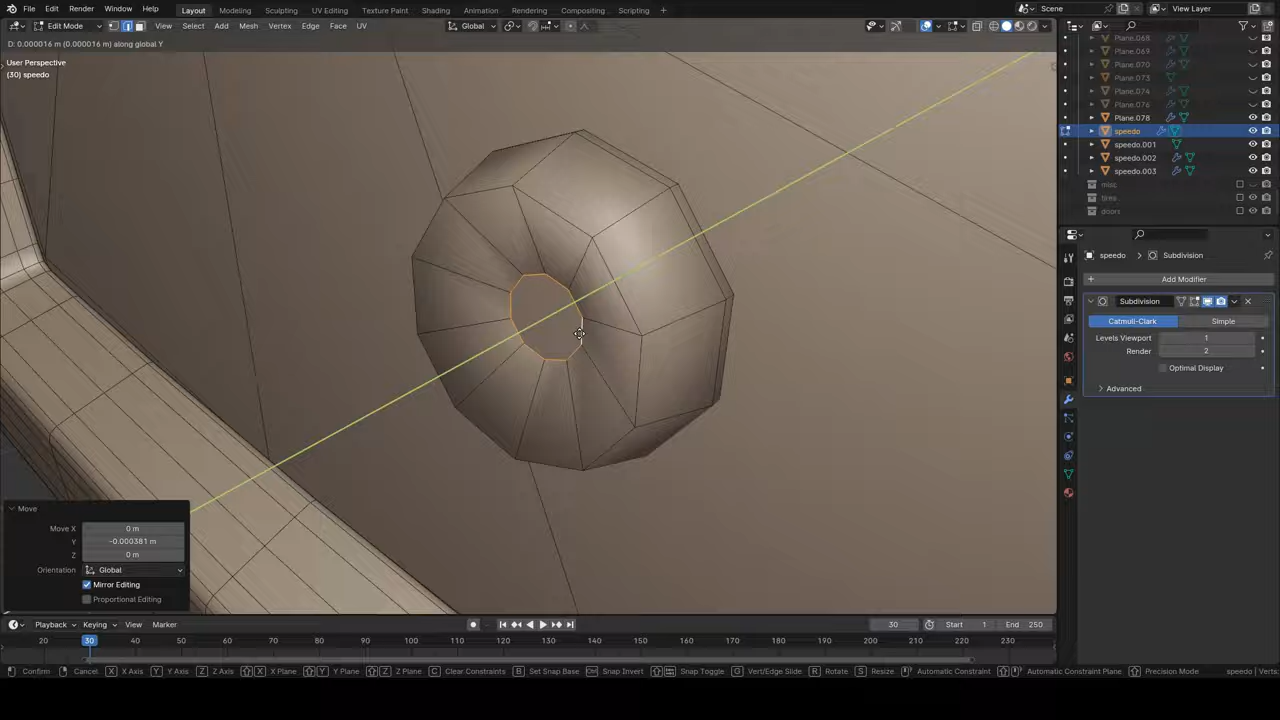 File Edit Render Window Help
Layout Modeling Sculpting UV Editing Texture Paint Shading Animation Rendering Compositing Scripting +
Scene
View Layer
Edit Mode View Select Add Mesh Vertex Edge Face UV
Global
D: 0.000016 m (0.000016 m) along global Y
User Perspective
(30) speedo
Plane.068
Plane.069
Plane.070
Plane.073
Plane.074
Plane.076
Plane.078
speedo
speedo.001
speedo.002
speedo.003
misc
tires
doors
speedo > Subdivision
+ Add Modifier
Subdivision
Catmull-Clark Simple
Levels Viewport 1
Render 2
Optimal Display
Advanced
Move
Move X 0 m
Y -0.000381 m
Z 0 m
Orientation Global
Mirror Editing
Proportional Editing
Playback Keying View Marker
30 Start 1 End 250
20 30 40 50 60 70 80 90 100 110 120 130 140 150 160 170 180 190 200 210 220 230
Confirm Cancel X X Axis Y Y Axis Z Z Axis X X Plane Y Y Plane Z Z Plane C Clear Constraints B Set Snap Base Snap Invert Snap Toggle G Vert/Edge Slide R Rotate S Resize Automatic Constraint Automatic Constraint Plane Precision Mode speedo | Verts: